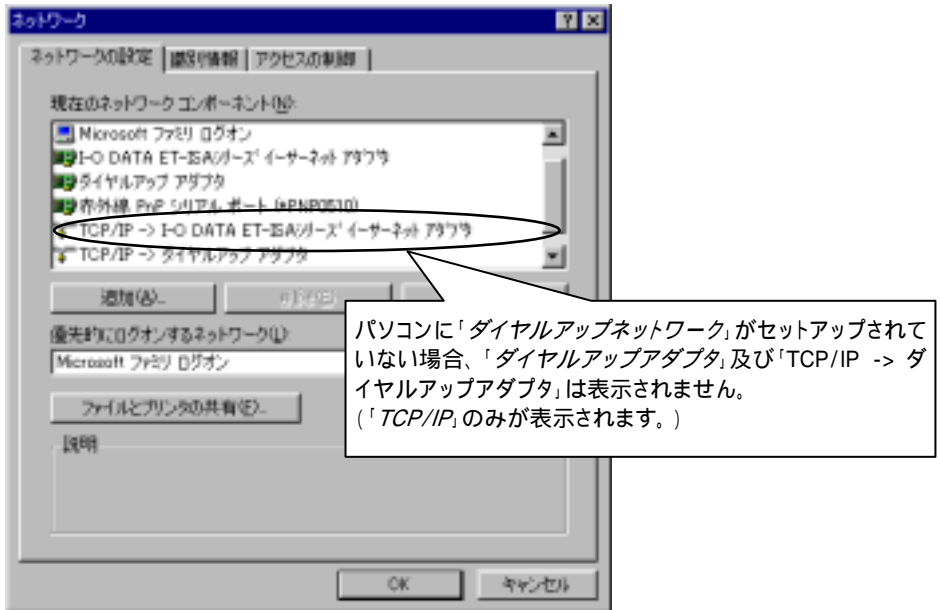 ネットワーク
ネットワークの設定 識別情報 アクセスの制御
現在のネットワーク コンポーネント(N):
Microsoft ファミリ ログオン
I-O DATA ET-ISAシリーズ イーサーネット アダプタ
ダイヤルアップ アダプタ
赤外線 PnP シリアル ポート (*PNP0510)
TCP/IP -> I-O DATA ET-ISAシリーズ イーサーネット アダプタ
TCP/IP -> ダイヤルアップ アダプタ
追加(A)...
優先的にログオンするネットワーク(L):
Microsoft ファミリ ログオン
ファイルとプリンタの共有(F)...
説明
OK キャンセル
パソコンに「ダイヤルアップネットワーク」がセットアップされて
いない場合、「ダイヤルアップアダプタ」及び「TCP/IP -> ダ
イヤルアップアダプタ」は表示されません。
(「TCP/IP」のみが表示されます。)